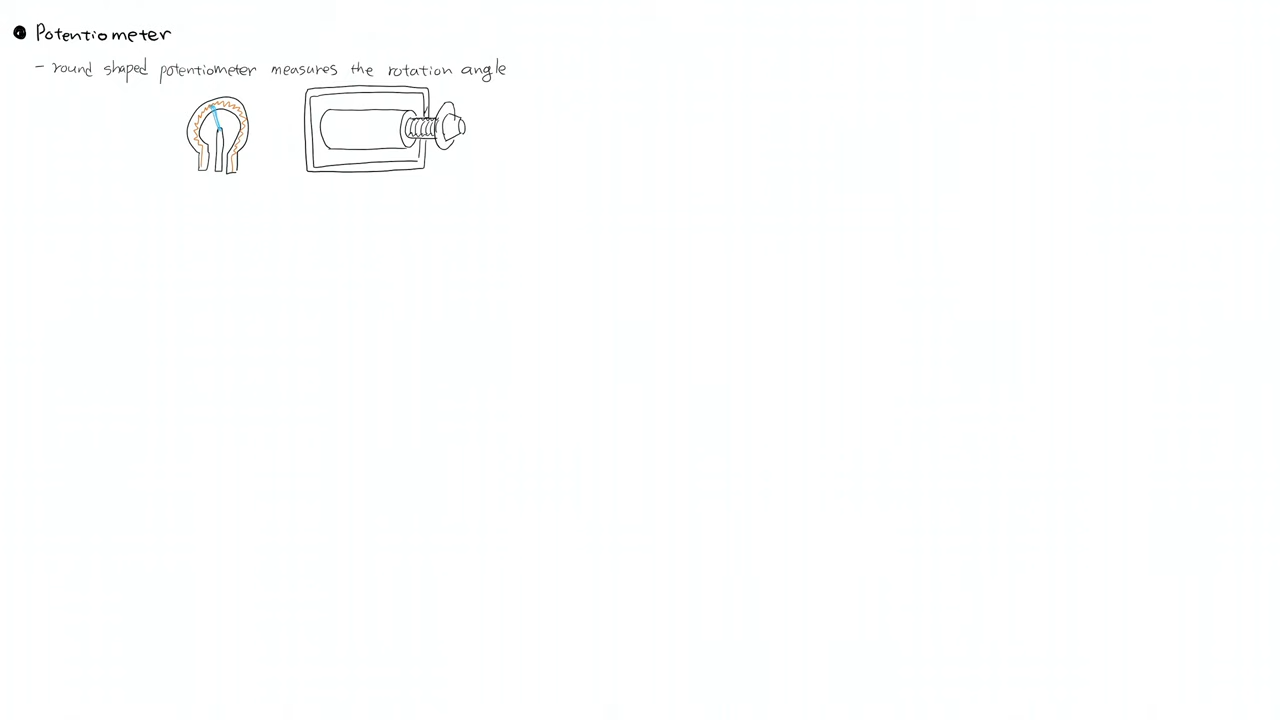 ● Potentiometer
- round shaped potentiometer measures the rotation angle